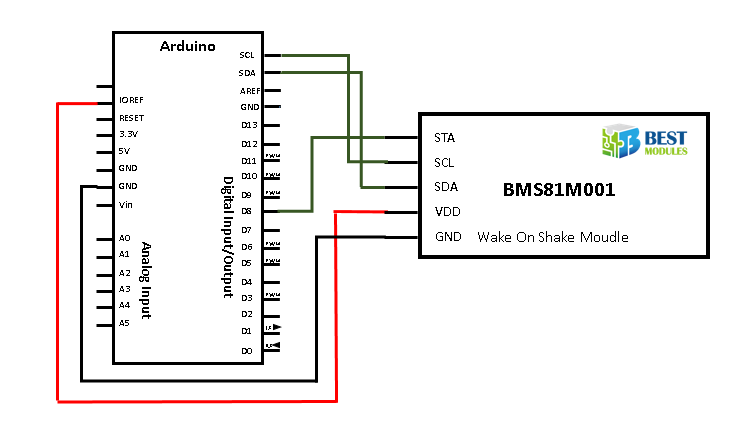 Arduino
IOREF
RESET
3.3V
5V
GND
GND
Vin
A0
A1
A2
A3
A4
A5
Analog Input
SCL
SDA
AREF
GND
D13
D12
D11
PWM
D10
PWM
D9
PWM
D8
D7
D6
PWM
D5
PWM
D4
D3
PWM
D2
D1
D0
Digital Input/Output
STA
SCL
SDA
VDD
GND
BEST
MODULES
BMS81M001
Wake On Shake Moudle